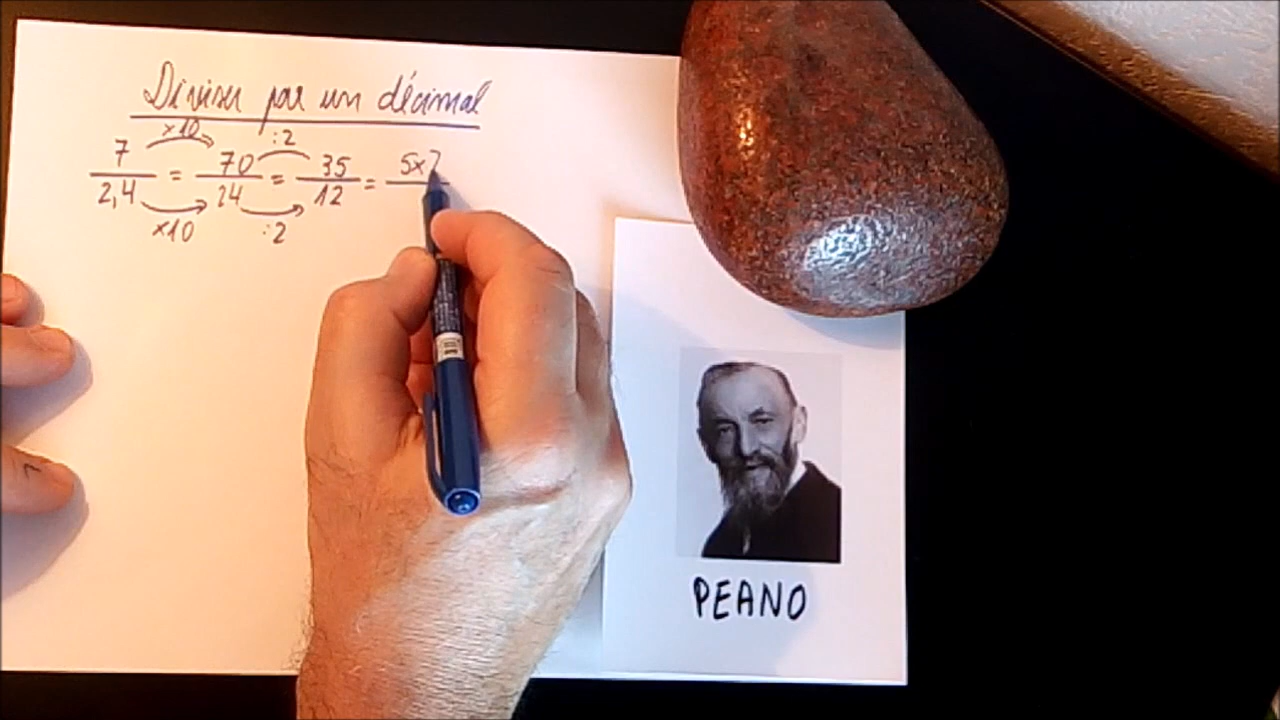 Diviser par un décimal
×10 :2
7 70 35 5×7
— = — = — = —
2,4 24 12
×10 :2
PEANO